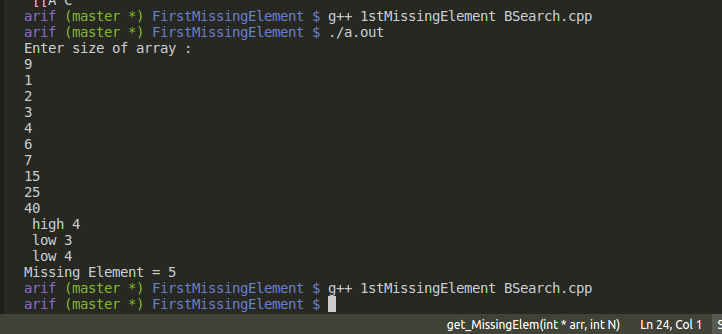 arif (master *) FirstMissingElement $ g++ 1stMissingElement BSearch.cpp
arif (master *) FirstMissingElement $ ./a.out
Enter size of array :
9
1
2
3
4
6
7
15
25
40
high 4
low 3
low 4
Missing Element = 5
arif (master *) FirstMissingElement $ g++ 1stMissingElement BSearch.cpp
arif (master *) FirstMissingElement $
get_MissingElem(int * arr, int N) Ln 24, Col 1